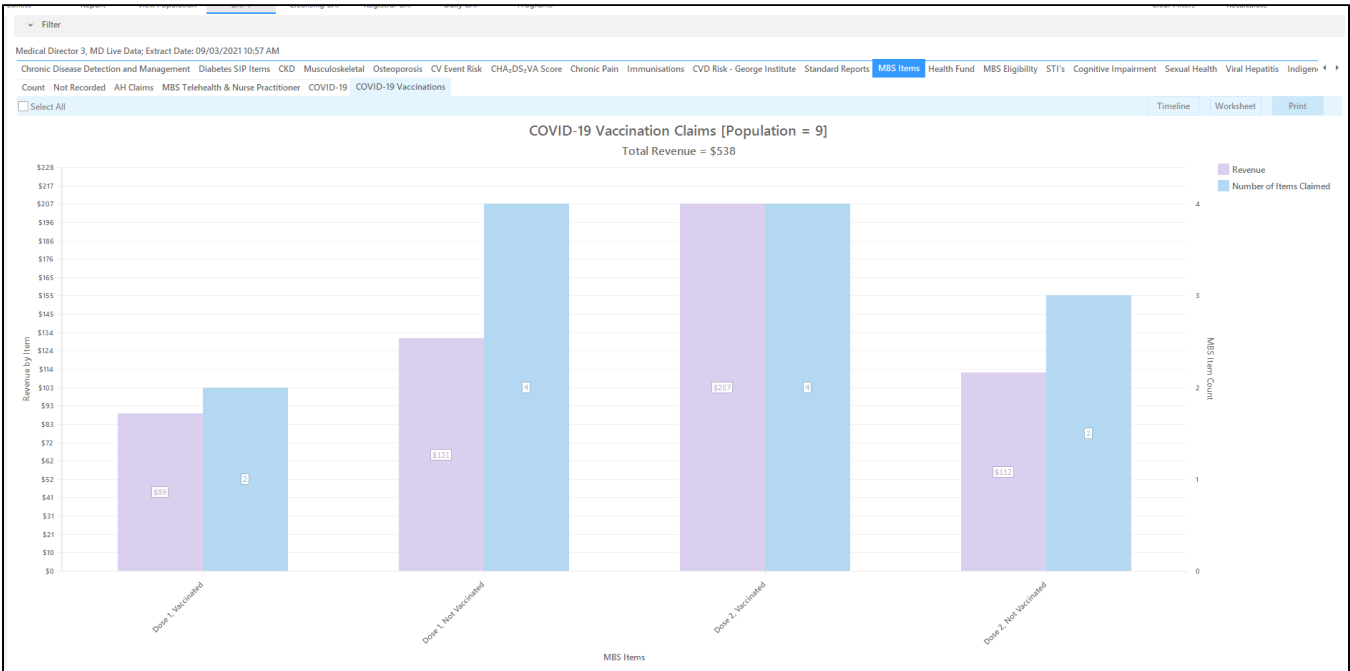 Report View Population Programs Clear Filters Recalculate
Filter
Medical Director 3, MD Live Data; Extract Date: 09/03/2021 10:57 AM
Chronic Disease Detection and Management Diabetes SIP Items CKD Musculoskeletal Osteoporosis CV Event Risk CHA₂DS₂VA Score Chronic Pain Immunisations CVD Risk - George Institute Standard Reports MBS Items Health Fund MBS Eligibility STI's Cognitive Impairment Sexual Health Viral Hepatitis
Count Not Recorded AH Claims MBS Telehealth & Nurse Practitioner COVID-19 COVID-19 Vaccinations
Select All Timeline Worksheet Print
COVID-19 Vaccination Claims [Population = 9]
Total Revenue = $538
Revenue
Number of Items Claimed
Revenue by Item
$228
$217
$207
$196
$186
$176
$165
$155
$145
$134
$124
$114
$103
$93
$83
$72
$62
$52
$41
$31
$21
$10
$0
$89
2
$131
4
$207
4
$112
3
4
3
2
1
0
MBS Item Count
Dose 1, Vaccinated
Dose 1, Not Vaccinated
Dose 2, Vaccinated
Dose 2, Not Vaccinated
MBS Items